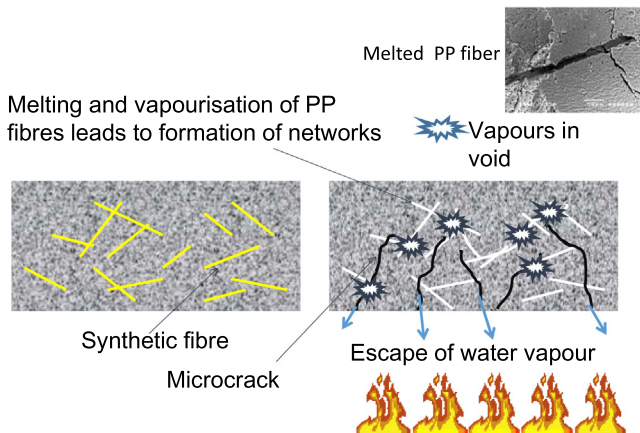 Melted PP fiber
Melting and vapourisation of PP
fibres leads to formation of networks
Vapours in
void
Synthetic fibre
Microcrack
Escape of water vapour